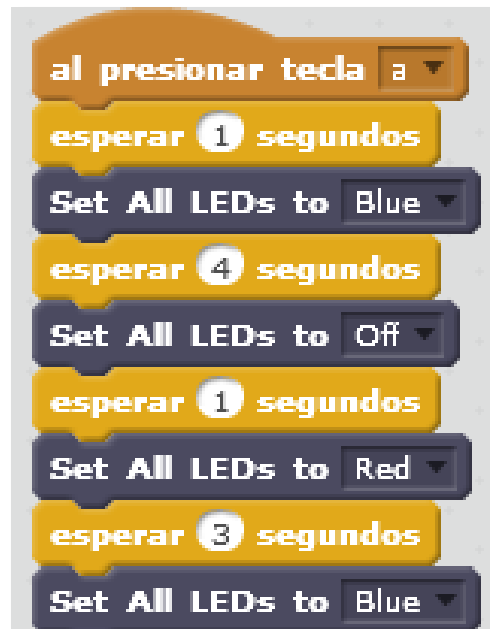 al presionar tecla a
esperar 1 segundos
Set All LEDs to Blue
esperar 4 segundos
Set All LEDs to Off
esperar 1 segundos
Set All LEDs to Red
esperar 3 segundos
Set All LEDs to Blue